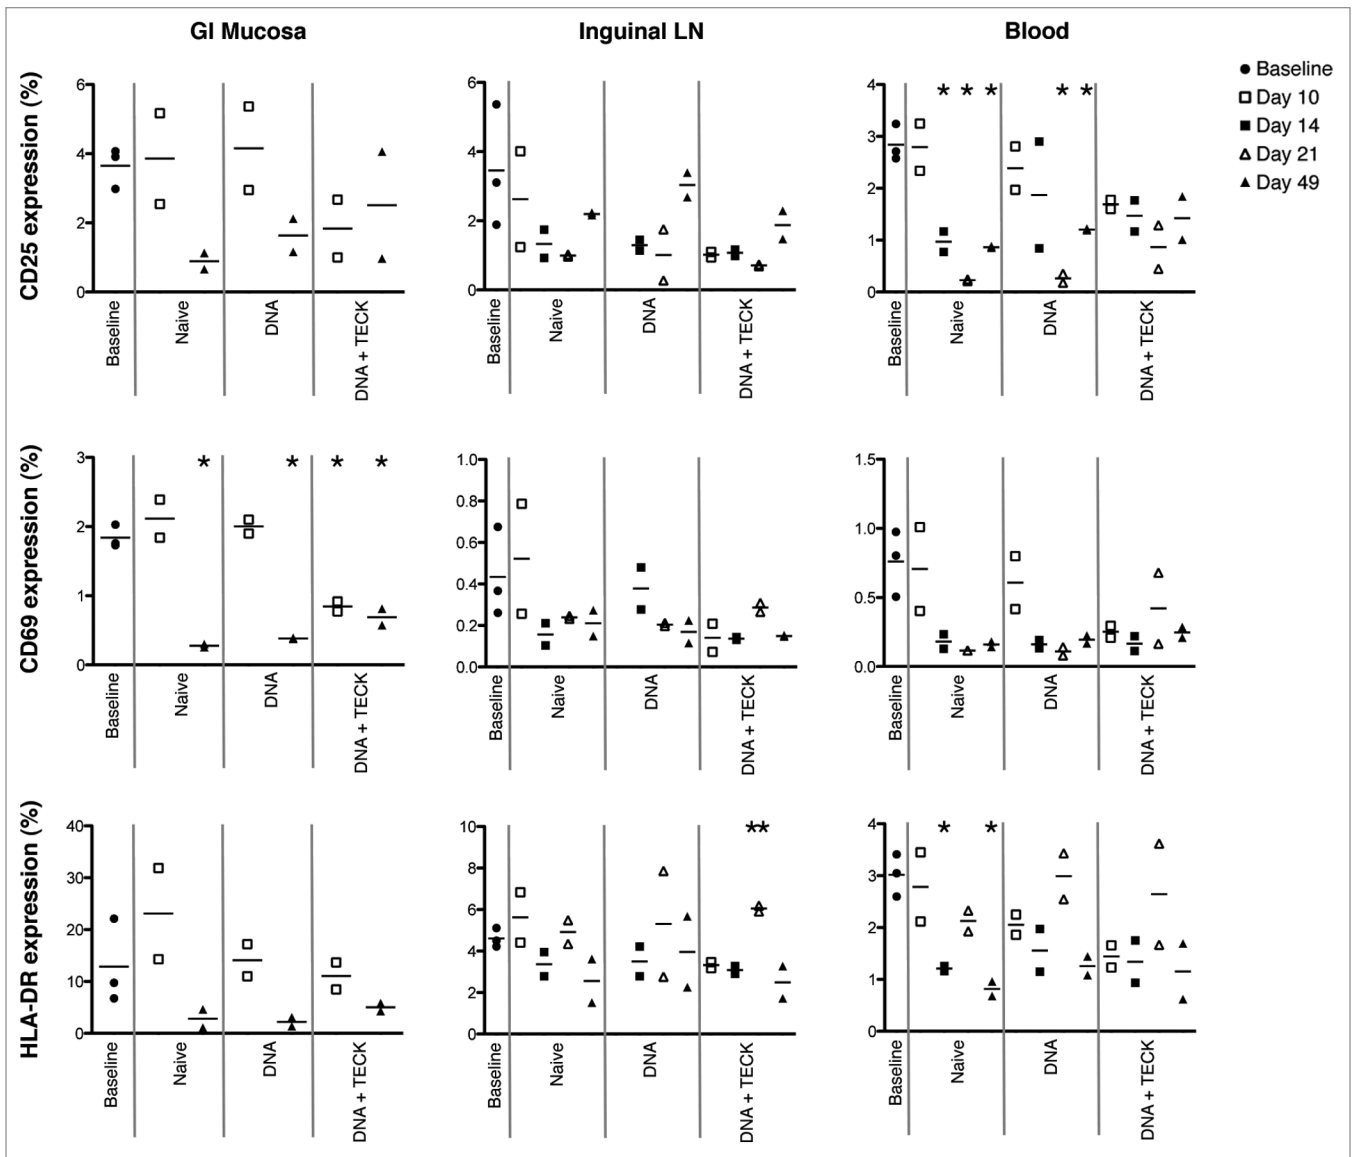 GI Mucosa
Inguinal LN
Blood
Baseline
Day 10
Day 14
Day 21
Day 49
CD25 expression (%)
6
4
2
0
Baseline
Naive
DNA
DNA + TECK
6
4
2
0
Baseline
Naive
DNA
DNA + TECK
4
3
2
1
0
* * *
* *
Baseline
Naive
DNA
DNA + TECK
CD69 expression (%)
3
2
1
0
*
*
* *
Baseline
Naive
DNA
DNA + TECK
1.0
0.8
0.6
0.4
0.2
0.0
Baseline
Naive
DNA
DNA + TECK
1.5
1.0
0.5
0.0
Baseline
Naive
DNA
DNA + TECK
HLA-DR expression (%)
40
30
20
10
0
Baseline
Naive
DNA
DNA + TECK
10
8
6
4
2
0
**
Baseline
Naive
DNA
DNA + TECK
4
3
2
1
0
* *
Baseline
Naive
DNA
DNA + TECK